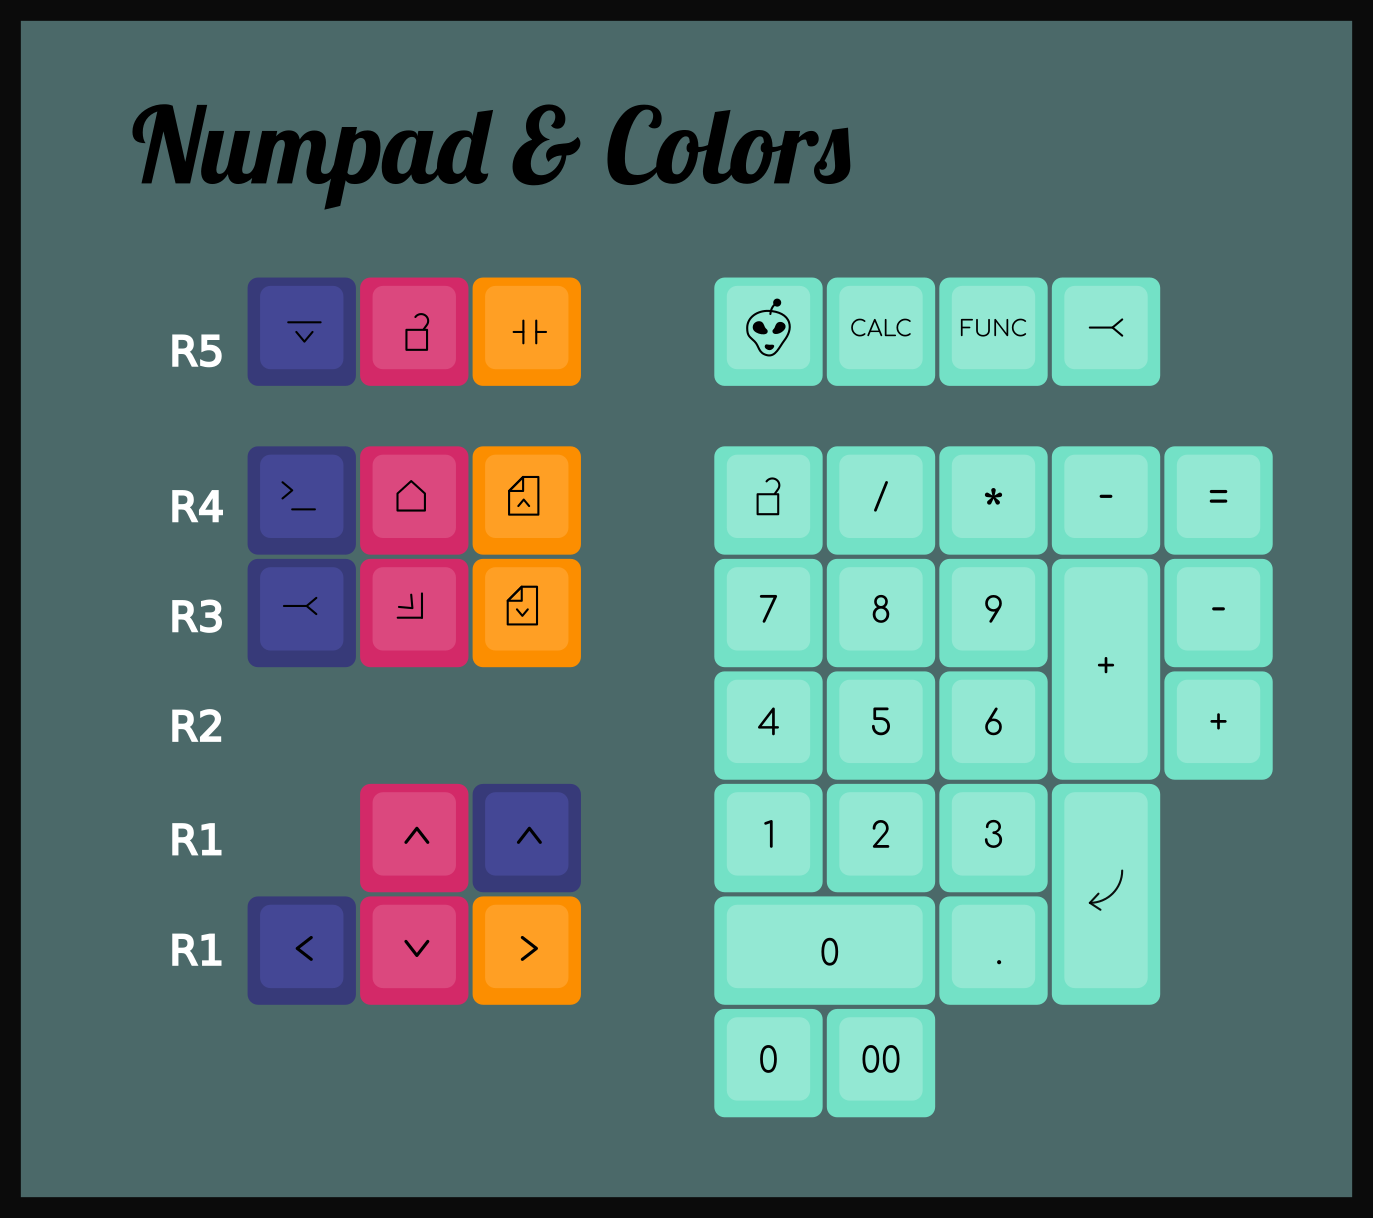 Numpad & Colors
R5 CALC FUNC
R4 >_ / * - =
R3 7 8 9 + -
R2 4 5 6 +
R1 ^ ^ 1 2 3
R1 < v > 0 .
0 00